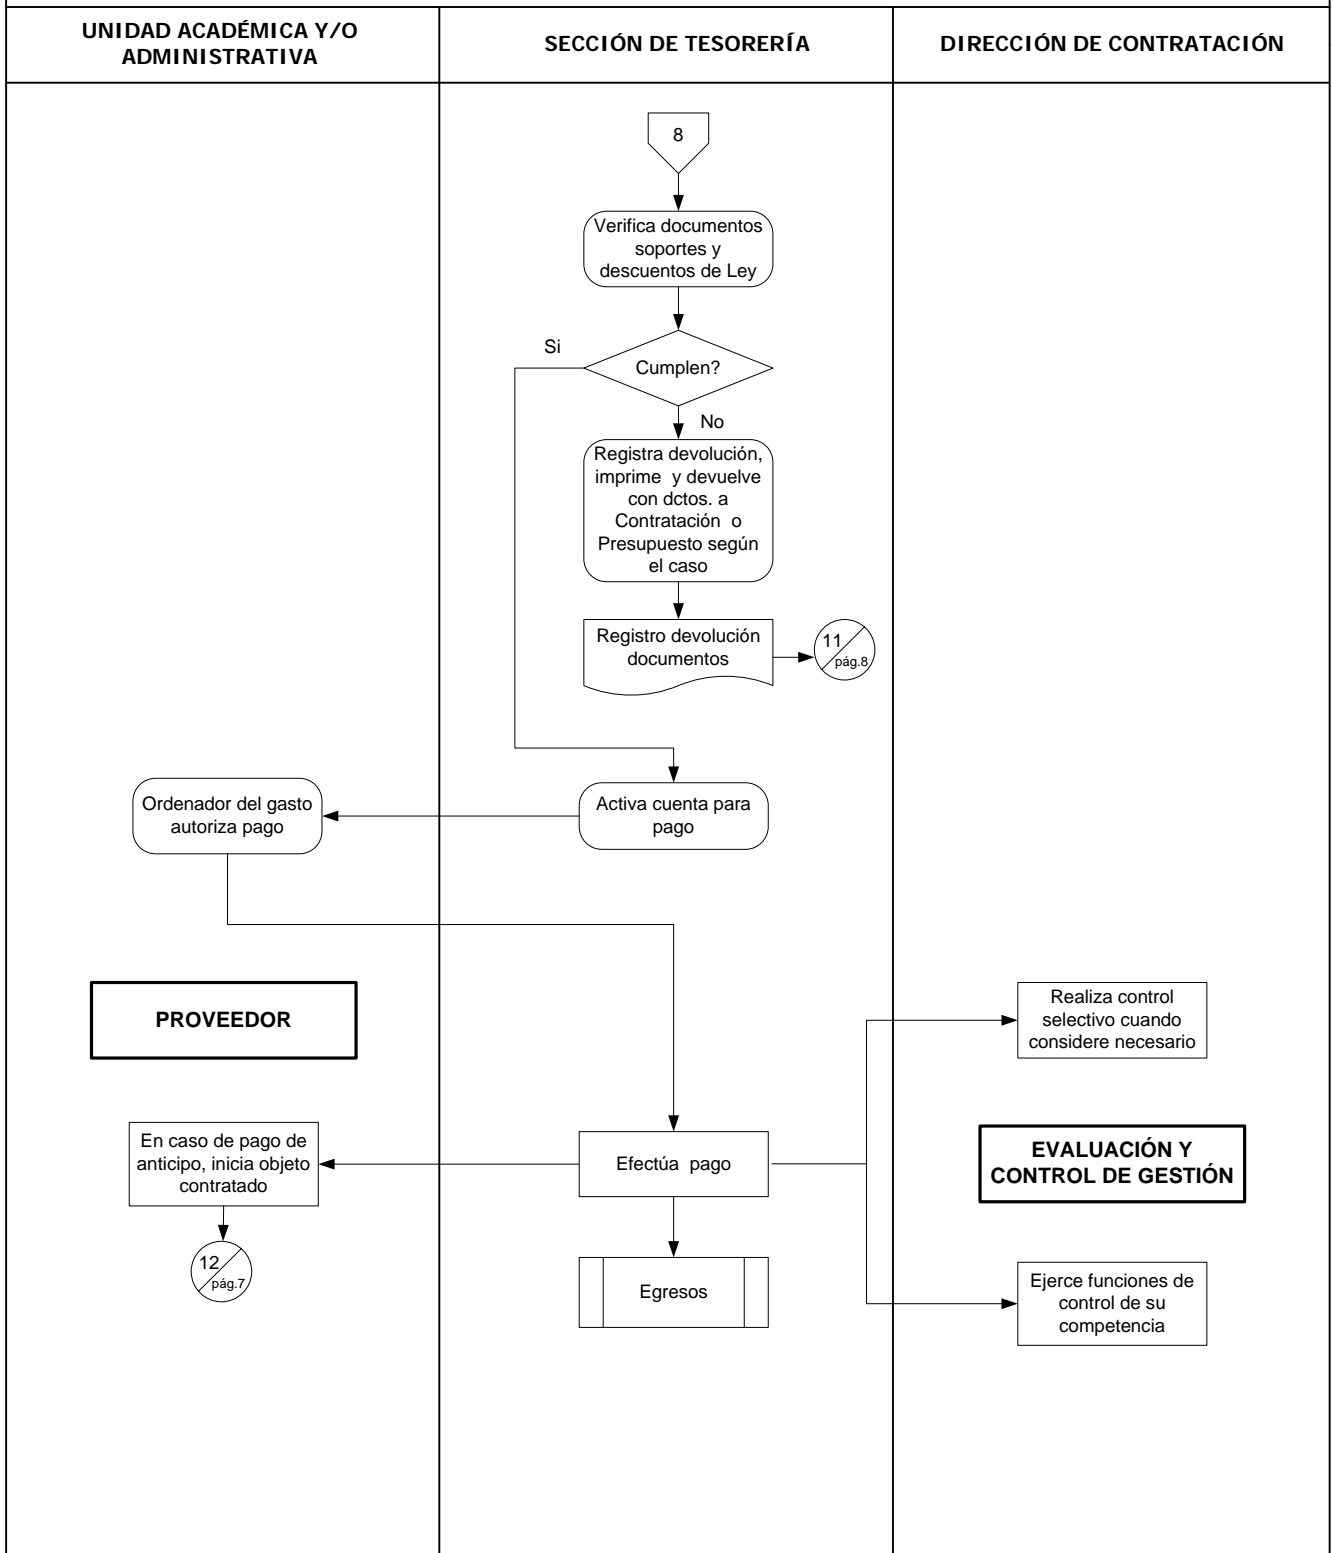 UNIDAD ACADÉMICA Y/O
ADMINISTRATIVA
SECCIÓN DE TESORERÍA
DIRECCIÓN DE CONTRATACIÓN
8
Verifica documentos
soportes y
descuentos de Ley
Si
Cumplen?
No
Registra devolución,
imprime y devuelve
con dctos. a
Contratación o
Presupuesto según
el caso
Registro devolución
documentos
11
pág.8
Activa cuenta para
pago
Ordenador del gasto
autoriza pago
PROVEEDOR
Realiza control
selectivo cuando
considere necesario
En caso de pago de
anticipo, inicia objeto
contratado
Efectúa pago
EVALUACIÓN Y
CONTROL DE GESTIÓN
12
pág.7
Egresos
Ejerce funciones de
control de su
competencia